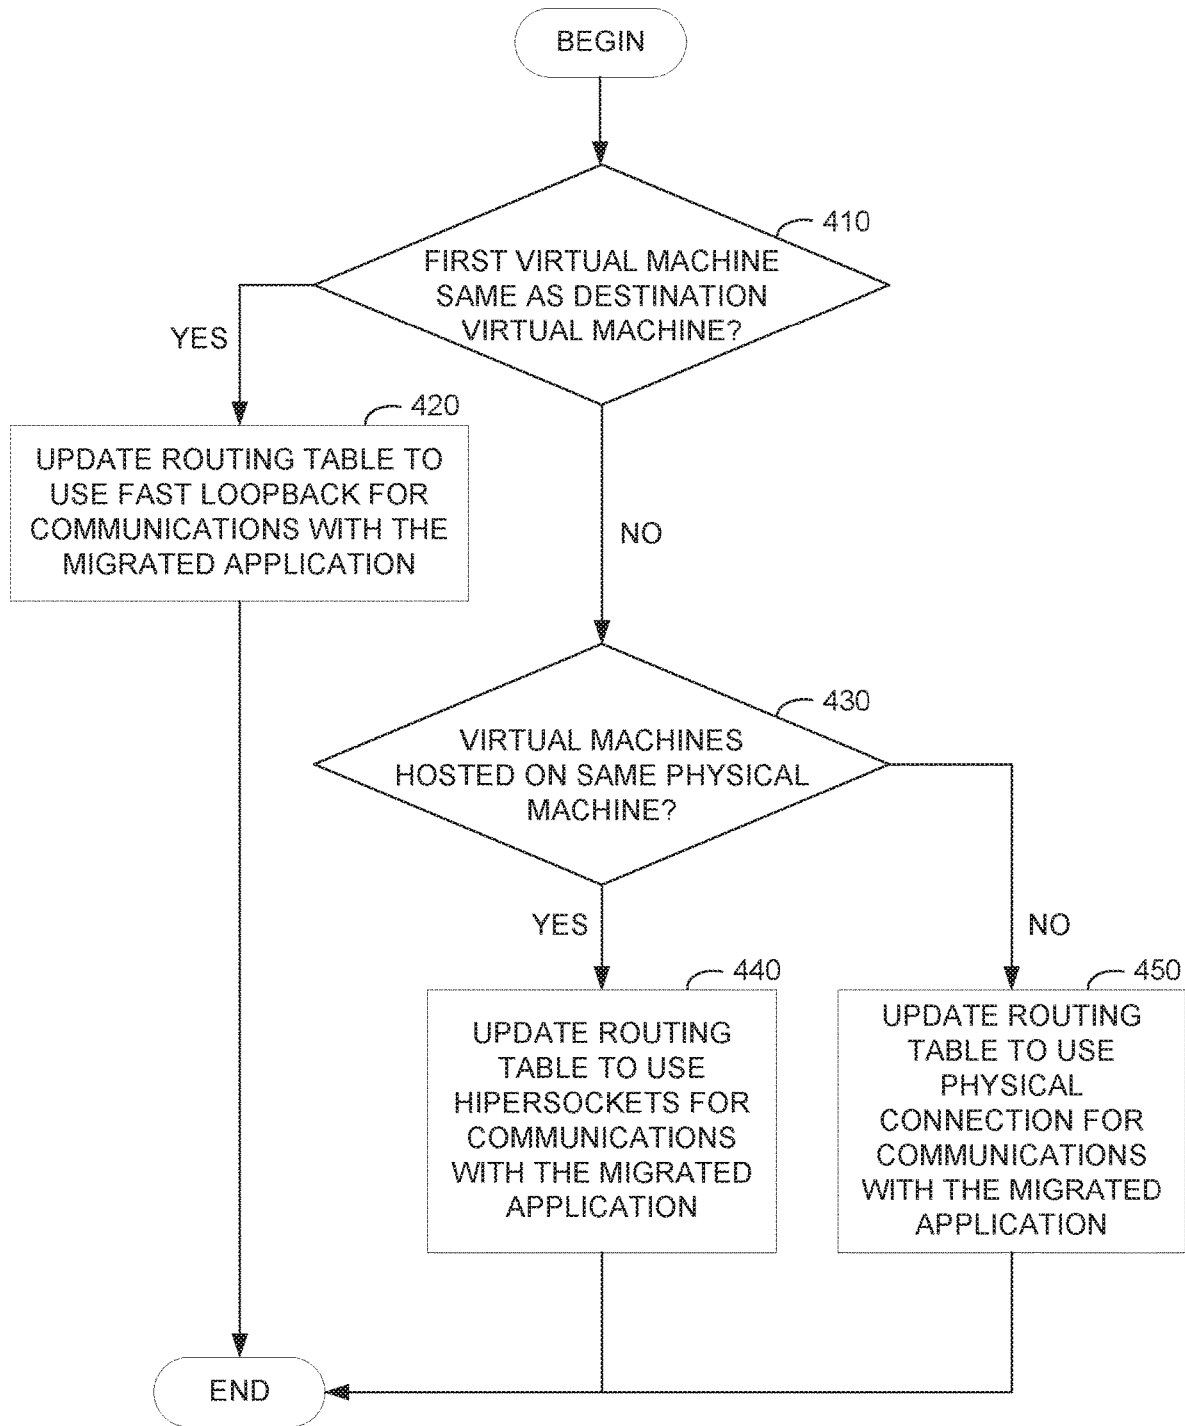 BEGIN
410
FIRST VIRTUAL MACHINE
SAME AS DESTINATION
VIRTUAL MACHINE?
YES
420
UPDATE ROUTING TABLE TO
USE FAST LOOPBACK FOR
COMMUNICATIONS WITH THE
MIGRATED APPLICATION
NO
430
VIRTUAL MACHINES
HOSTED ON SAME PHYSICAL
MACHINE?
YES
NO
440
UPDATE ROUTING
TABLE TO USE
HIPERSOCKETS FOR
COMMUNICATIONS
WITH THE MIGRATED
APPLICATION
450
UPDATE ROUTING
TABLE TO USE
PHYSICAL
CONNECTION FOR
COMMUNICATIONS
WITH THE MIGRATED
APPLICATION
END